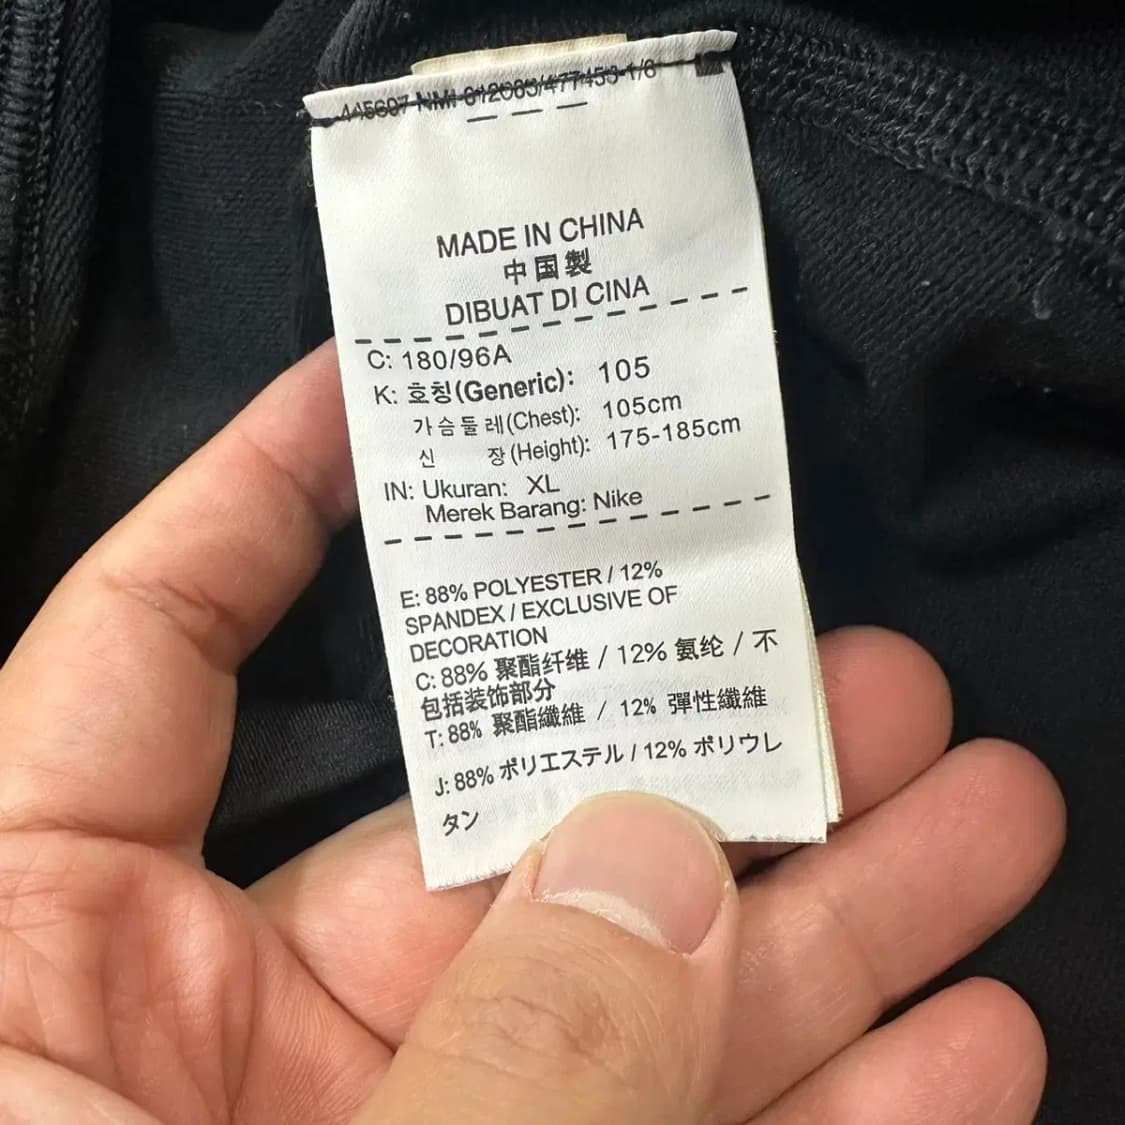 MADE IN CHINA
中国製
DIBUAT DI CINA
C: 180/96A
K: 호칭(Generic): 105
가슴둘레(Chest): 105cm
신 장(Height): 175-185cm
IN: Ukuran: XL
Merek Barang: Nike
E: 88% POLYESTER / 12%
SPANDEX / EXCLUSIVE OF
DECORATION
C: 88% 聚酯纤维 / 12% 氨纶 / 不
包括装饰部分
T: 88% 聚酯纖維 / 12% 彈性纖維
J: 88% ポリエステル / 12% ポリウレ
タン